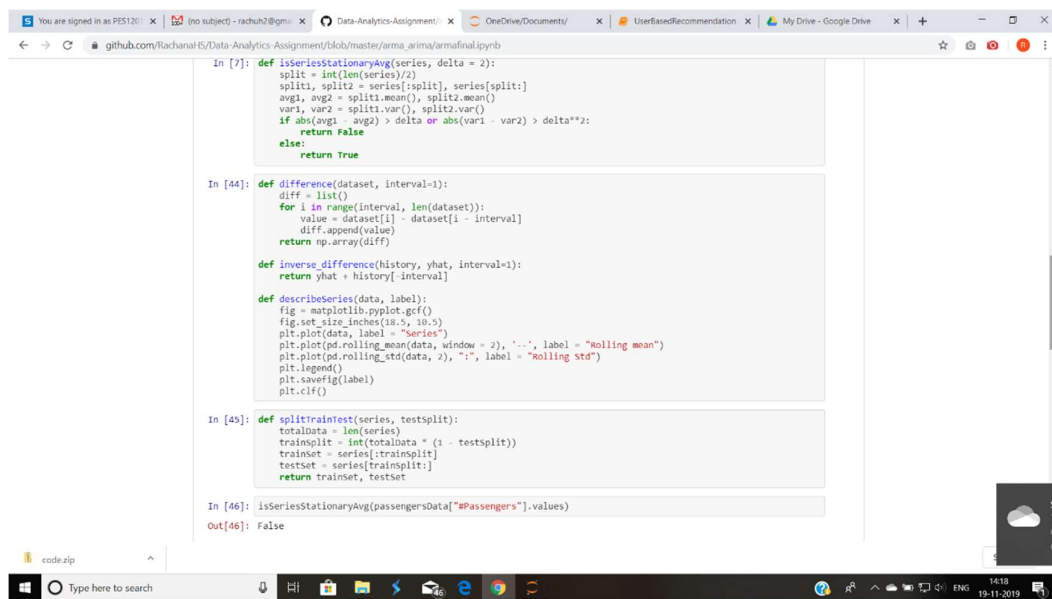 You are signed in as PES1201
(no subject) - rachuh2@gma
Data-Analytics-Assignment/
OneDrive/Documents/
UserBasedRecommendation
My Drive - Google Drive
github.com/RachanaHS/Data-Analytics-Assignment/blob/master/arma_arima/armafinal.ipynb
In [7]: def isSeriesStationaryAvg(series, delta = 2):
split = int(len(series)/2)
split1, split2 = series[:split], series[split:]
avg1, avg2 = split1.mean(), split2.mean()
var1, var2 = split1.var(), split2.var()
if abs(avg1 - avg2) > delta or abs(var1 - var2) > delta**2:
return False
else:
return True
In [44]: def difference(dataset, interval=1):
diff = list()
for i in range(interval, len(dataset)):
value = dataset[i] - dataset[i - interval]
diff.append(value)
return np.array(diff)
def inverse_difference(history, yhat, interval=1):
return yhat + history[-interval]
def describeSeries(data, label):
fig = matplotlib.pyplot.gcf()
fig.set_size_inches(18.5, 10.5)
plt.plot(data, label = "Series")
plt.plot(pd.rolling_mean(data, window = 2), '--', label = "Rolling mean")
plt.plot(pd.rolling_std(data, 2), ":", label = "Rolling Std")
plt.legend()
plt.savefig(label)
plt.clf()
In [45]: def splitTrainTest(series, testSplit):
totalData = len(series)
trainSplit = int(totalData * (1 - testSplit))
trainSet = series[:trainSplit]
testSet = series[trainSplit:]
return trainSet, testSet
In [46]: isSeriesStationaryAvg(passengersData["#Passengers"].values)
Out[46]: False
code.zip
Type here to search
46
ENG
14:18
19-11-2019